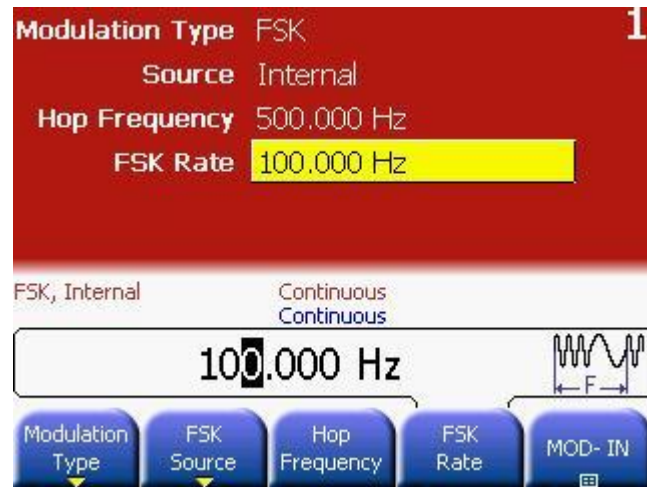 Modulation Type FSK 1
Source Internal
Hop Frequency 500.000 Hz
FSK Rate 100.000 Hz
FSK, Internal Continuous
Continuous
100.000 Hz
F
Modulation Type
FSK Source
Hop Frequency
FSK Rate
MOD- IN